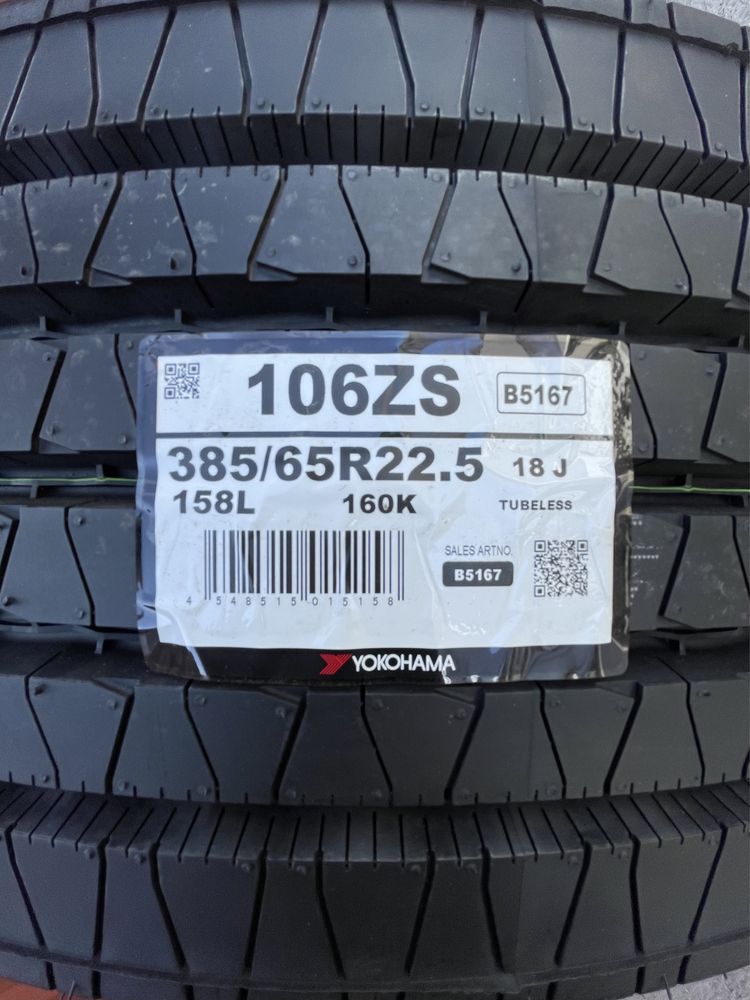 106ZS B5167
385/65R22.5 18 J
158L 160K TUBELESS
SALES ARTNO.
B5167
4 548515 015158
YOKOHAMA